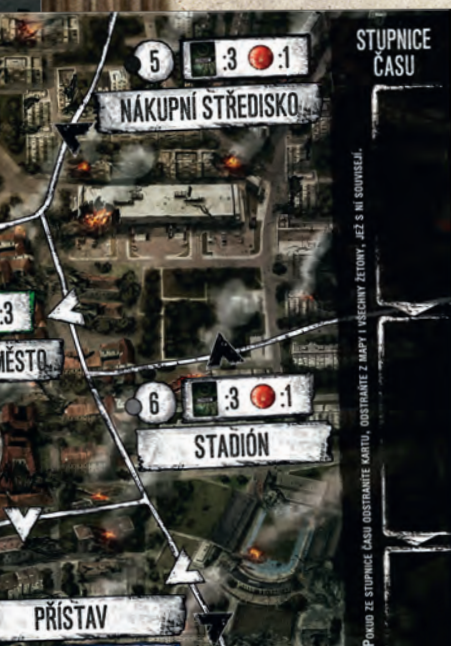 5 :3 :1
NÁKUPNÍ STŘEDISKO
STUPNICE
ČASU
:3
MĚSTO
6 :3 :1
STADIÓN
PŘÍSTAV
POKUD ZE STUPNICE ČASU ODSTRANÍTE KARTU, ODSTRAŇTE Z MAPY I VŠECHNY ŽETONY, JEŽ S NÍ SOUVISEJÍ.